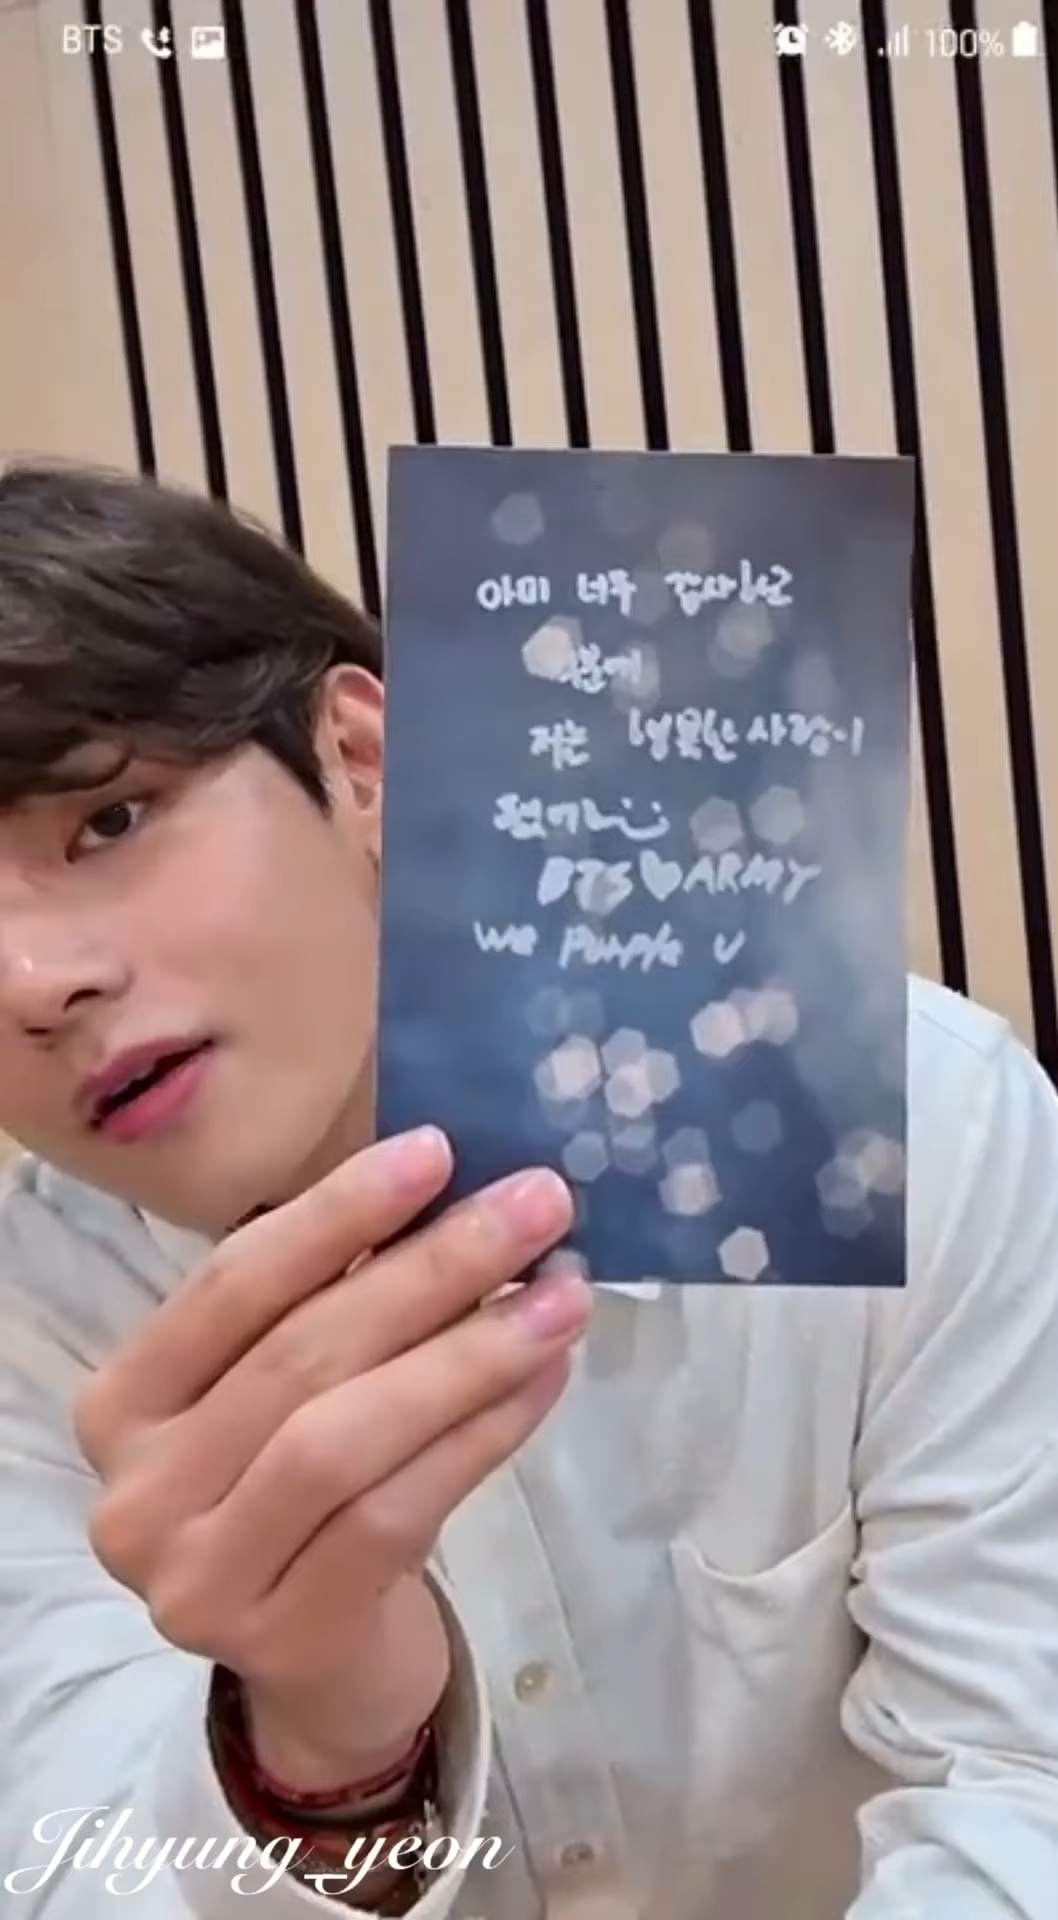 BTS 100%
아미 너무 감사하고
저는 행운한 사람이
BTS♥ARMY
We Purple U
Jihyung_yeon